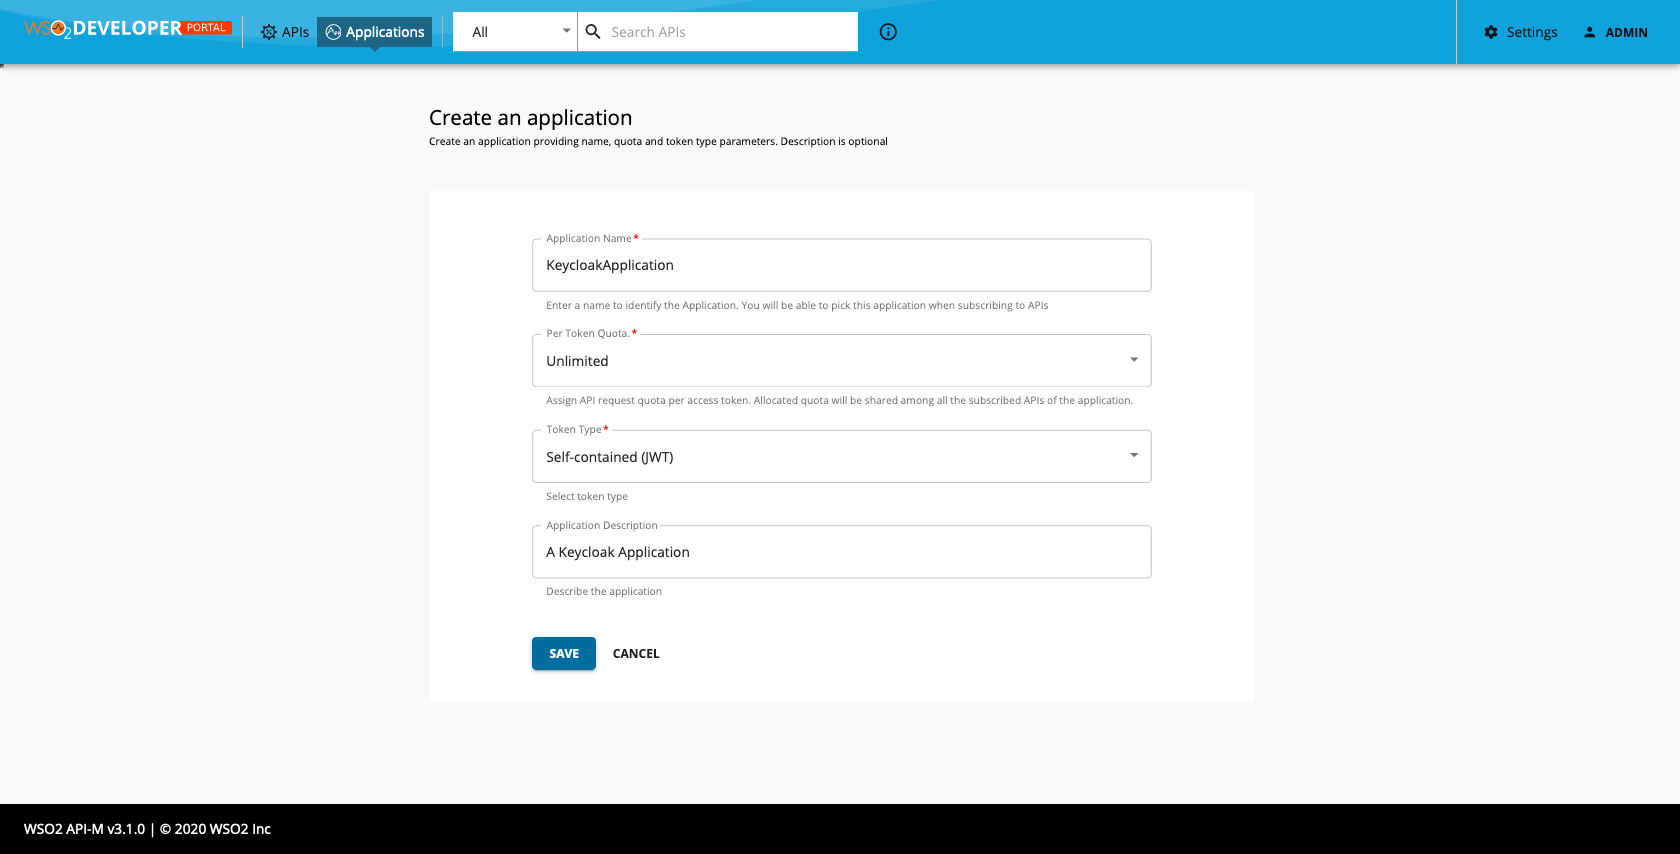 WSO2 DEVELOPER PORTAL
APIs
Applications
All
Search APIs
Settings
ADMIN
Create an application
Create an application providing name, quota and token type parameters. Description is optional
Application Name *
KeycloakApplication
Enter a name to identify the Application. You will be able to pick this application when subscribing to APIs
Per Token Quota. *
Unlimited
Assign API request quota per access token. Allocated quota will be shared among all the subscribed APIs of the application.
Token Type *
Self-contained (JWT)
Select token type
Application Description
A Keycloak Application
Describe the application
SAVE
CANCEL
WSO2 API-M v3.1.0 | © 2020 WSO2 Inc